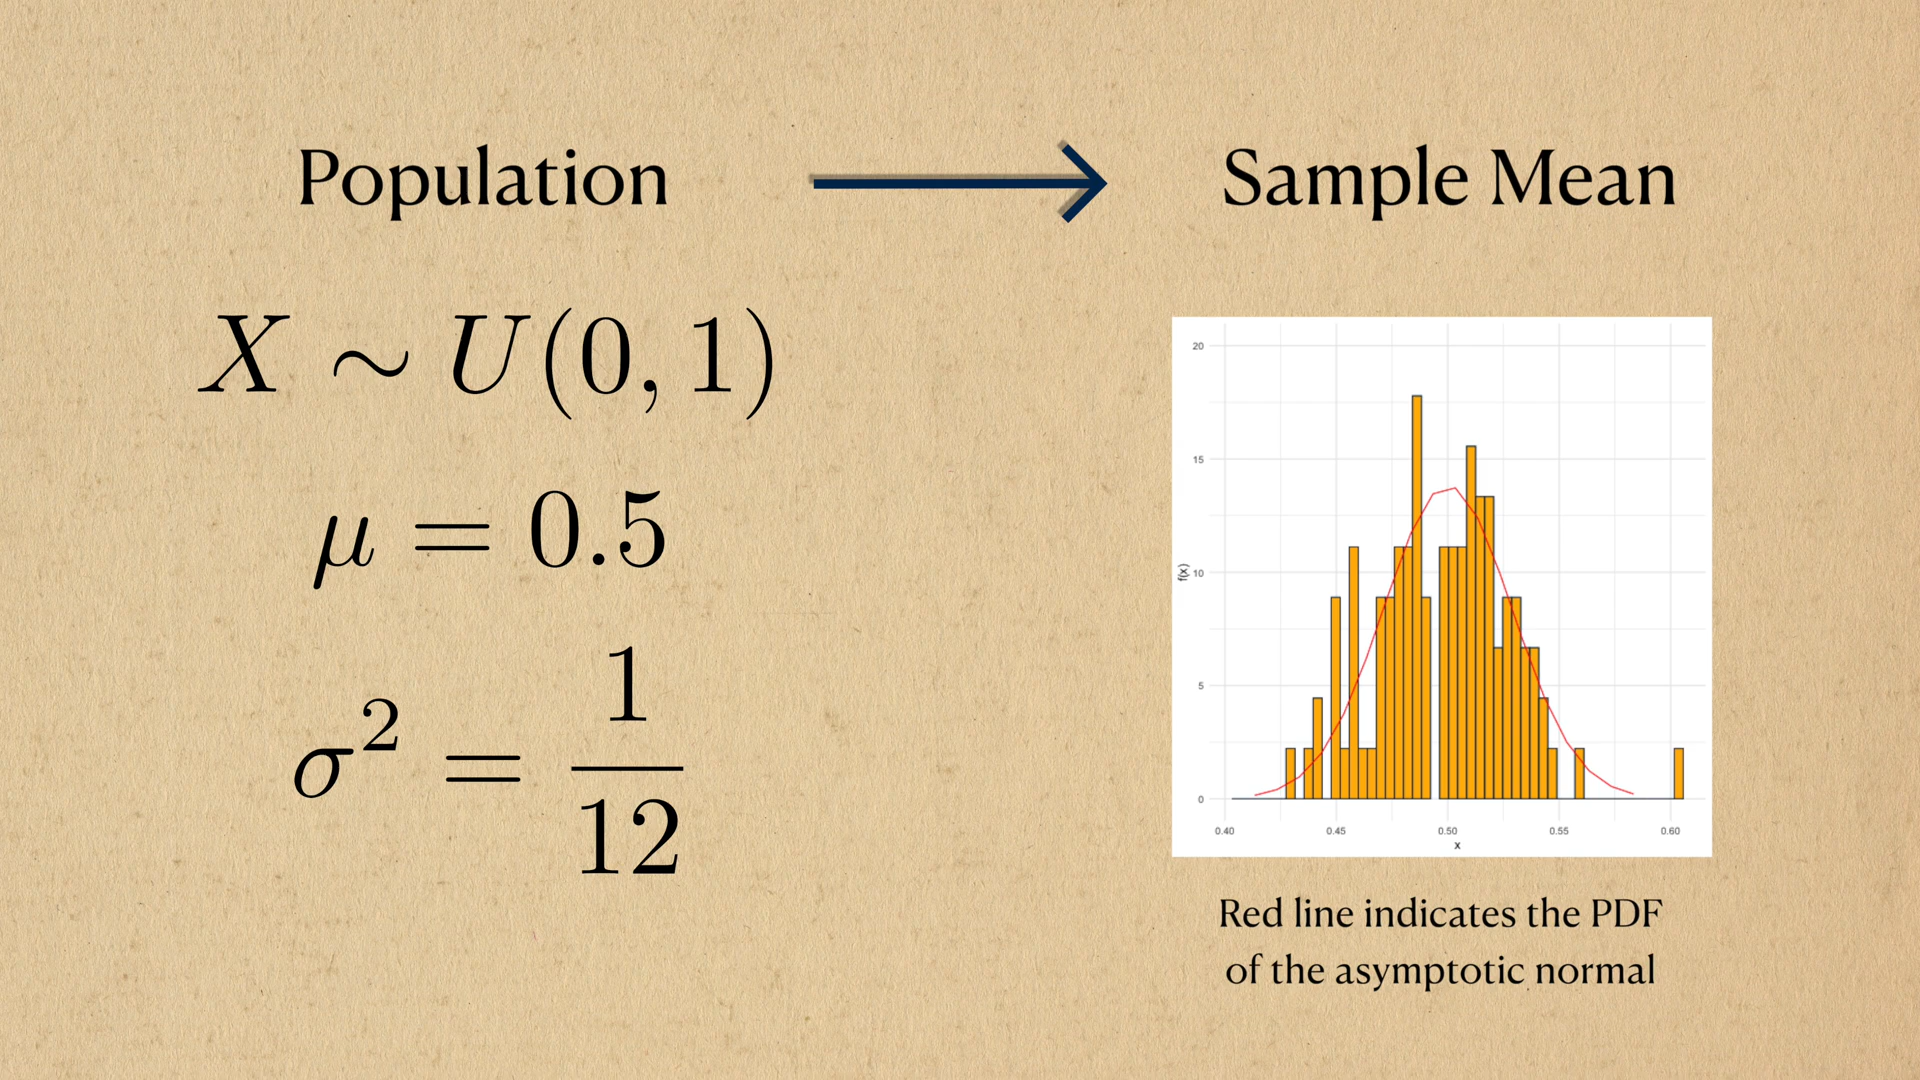 Population
Sample Mean
X ∼ U(0, 1)
μ = 0.5
σ² = 1/12
20
15
10
5
0
f(x)
0.40 0.45 0.50 0.55 0.60
x
Red line indicates the PDF
of the asymptotic normal